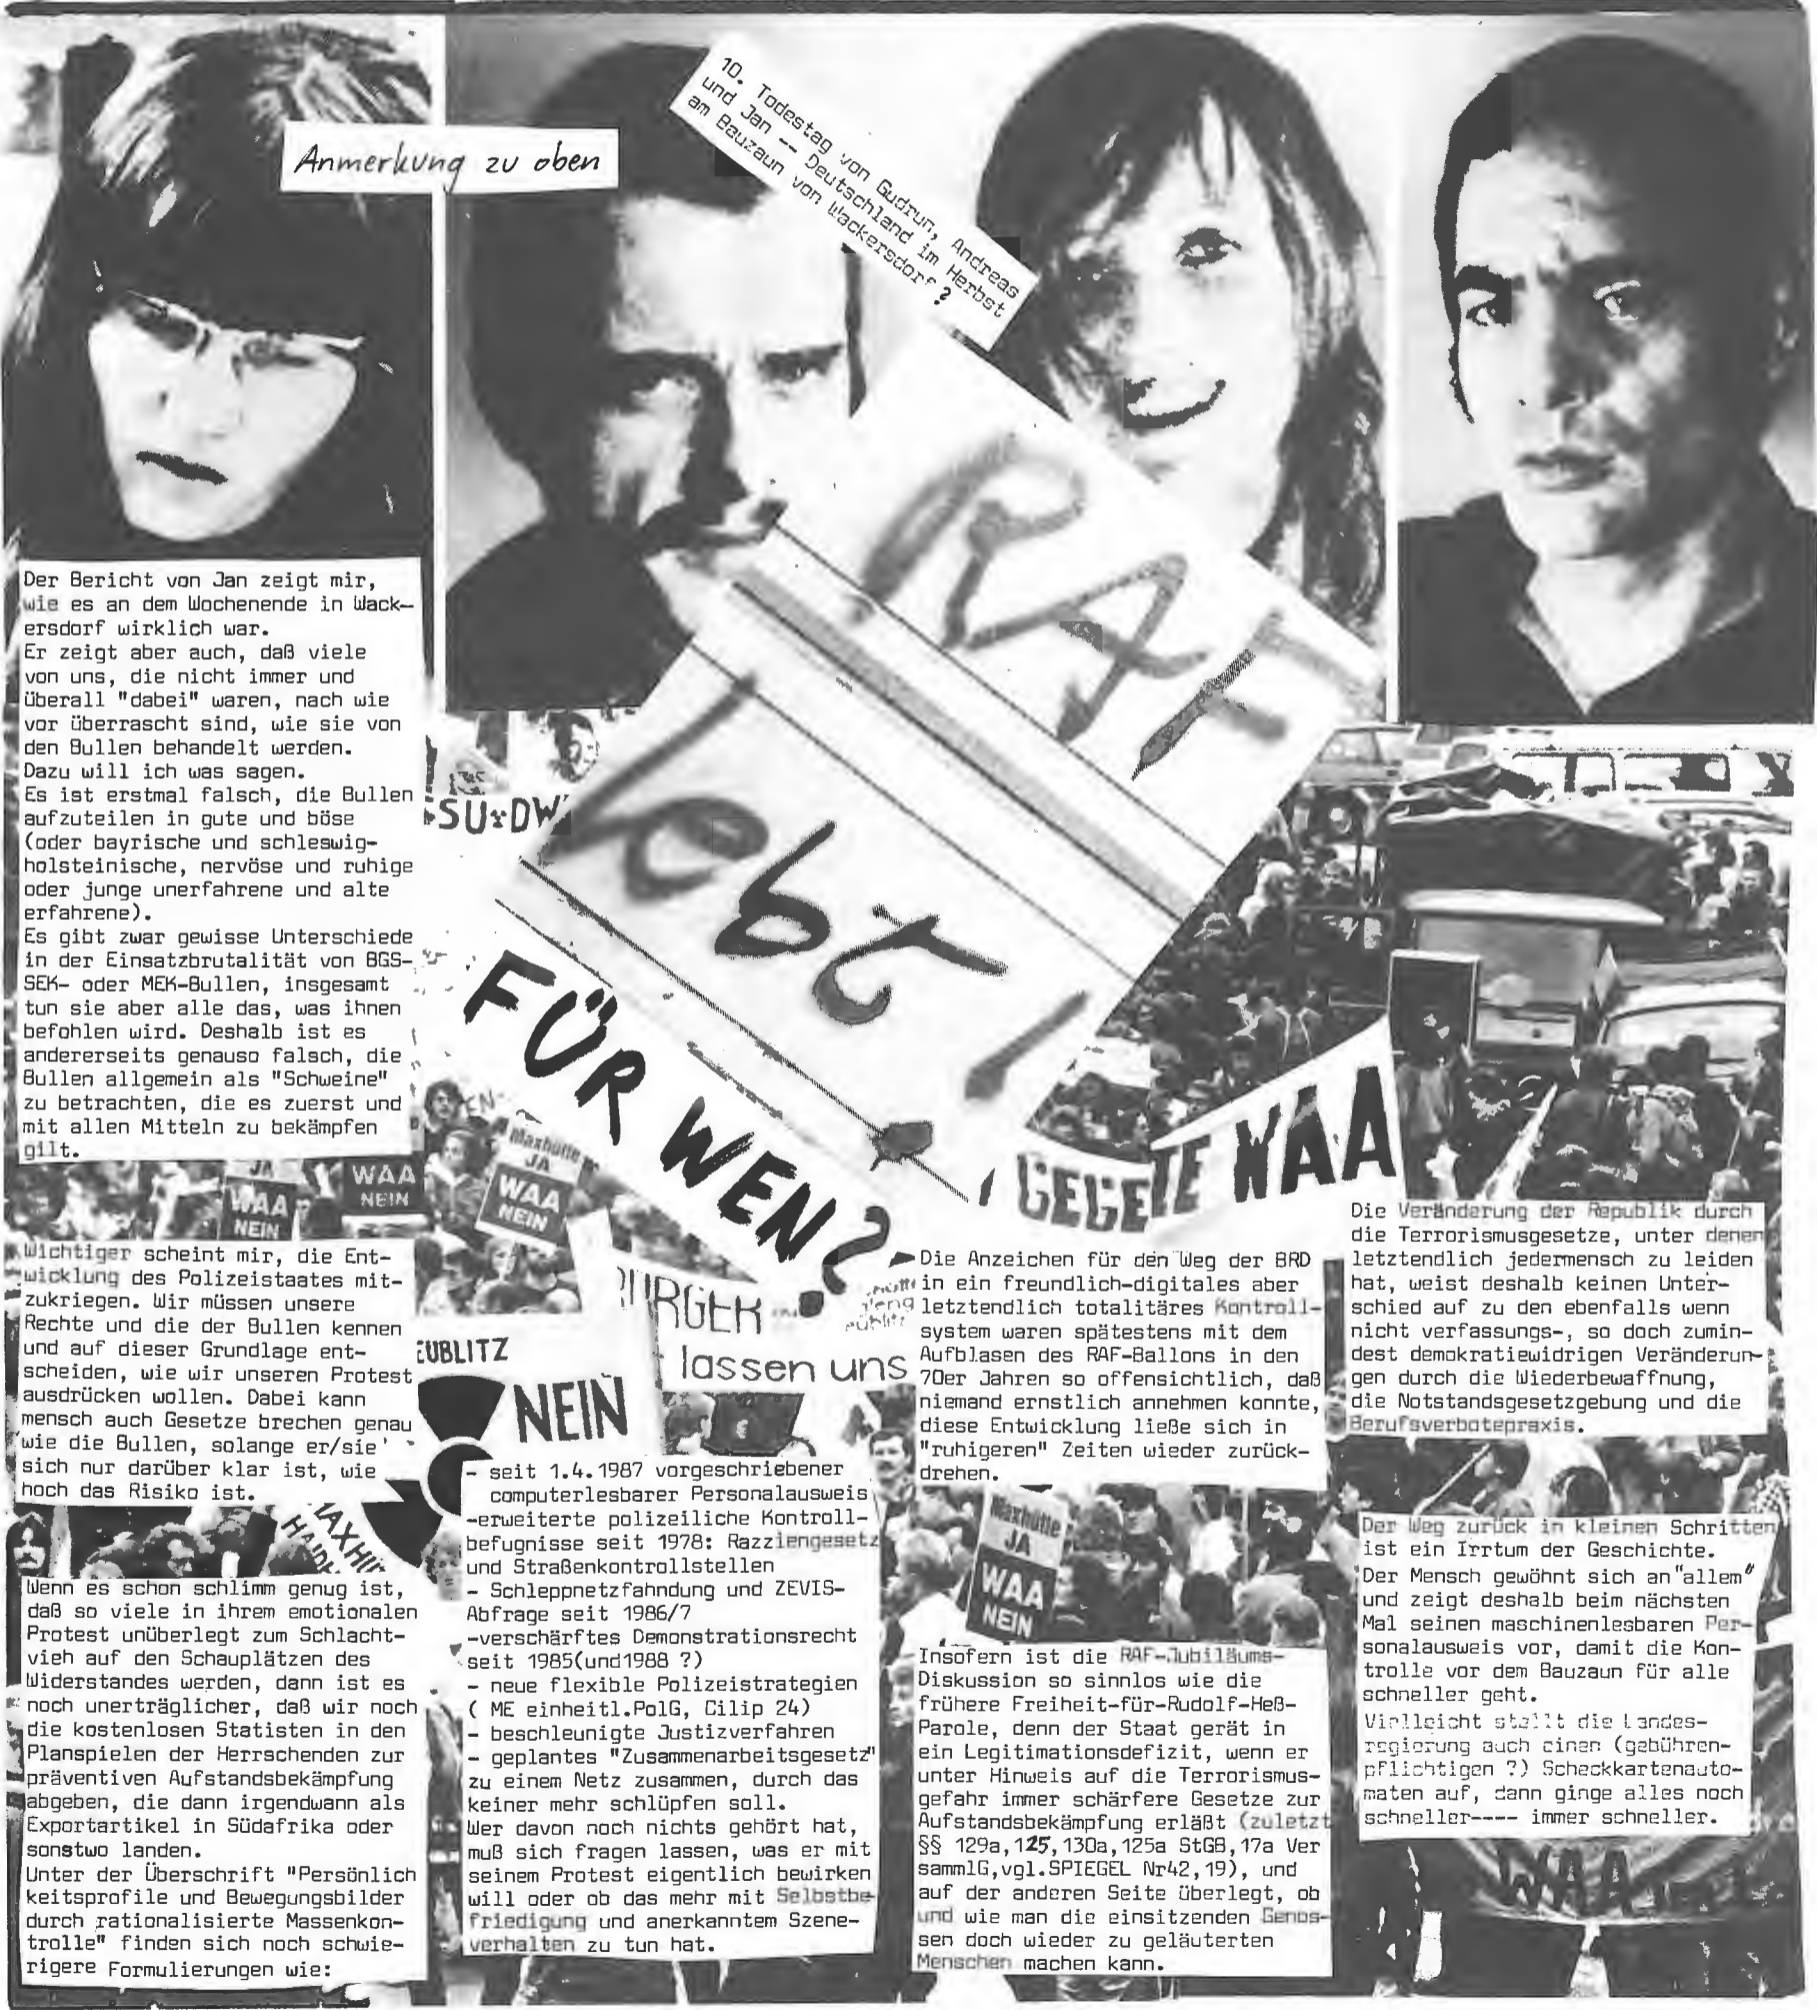 Anmerkung zu oben
10. Todestag von Gudrun, Andreas
und Jan -- Deutschland im Herbst
am Bauzaun von Wackersdorf?
RAF
lebt!
FÜR WEN?
Der Bericht von Jan zeigt mir,
wie es an dem Wochenende in Wack-
ersdorf wirklich war.
Er zeigt aber auch, daß viele
von uns, die nicht immer und
überall "dabei" waren, nach wie
vor überrascht sind, wie sie von
den Bullen behandelt werden.
Dazu will ich was sagen.
Es ist erstmal falsch, die Bullen
aufzuteilen in gute und böse
(oder bayrische und schleswig-
holsteinische, nervöse und ruhige
oder junge unerfahrene und alte
erfahrene).
Es gibt zwar gewisse Unterschiede
in der Einsatzbrutalität von BGS-
SEK- oder MEK-Bullen, insgesamt
tun sie aber alle das, was ihnen
befohlen wird. Deshalb ist es
andererseits genauso falsch, die
Bullen allgemein als "Schweine"
zu betrachten, die es zuerst und
mit allen Mitteln zu bekämpfen
gilt.
JA
WAA
NEIN
WAA
NEIN
Wichtiger scheint mir, die Ent-
wicklung des Polizeistaates mit-
zukriegen. Wir müssen unsere
Rechte und die der Bullen kennen
und auf dieser Grundlage ent-
scheiden, wie wir unseren Protest
ausdrücken wollen. Dabei kann
mensch auch Gesetze brechen genau
wie die Bullen, solange er/sie
sich nur darüber klar ist, wie
hoch das Risiko ist.
Wenn es schon schlimm genug ist,
daß so viele in ihrem emotionalen
Protest unüberlegt zum Schlacht-
vieh auf den Schauplätzen des
Widerstandes werden, dann ist es
noch unerträglicher, daß wir noch
die kostenlosen Statisten in den
Planspielen der Herrschenden zur
präventiven Aufstandsbekämpfung
abgeben, die dann irgendwann als
Exportartikel in Südafrika oder
sonstwo landen.
Unter der Überschrift "Persönlich
keitsprofile und Bewegungsbilder
durch rationalisierte Massenkon-
trolle" finden sich noch schwie-
rigere Formulierungen wie:
SU DW
Maxhütte
JA
WAA
NEIN
ÜRGER
lassen uns
EUBLITZ
NEIN
MAXHÜ
HAIDH
- seit 1.4.1987 vorgeschriebener
computerlesbarer Personalausweis
-erweiterte polizeiliche Kontroll-
befugnisse seit 1978: Razziengesetz
und Straßenkontrollstellen
- Schleppnetzfahndung und ZEVIS-
Abfrage seit 1986/7
-verschärftes Demonstrationsrecht
seit 1985(und1988 ?)
- neue flexible Polizeistrategien
( ME einheitl.PolG, Cilip 24)
- beschleunigte Justizverfahren
- geplantes "Zusammenarbeitsgesetz"
zu einem Netz zusammen, durch das
keiner mehr schlüpfen soll.
Wer davon noch nichts gehört hat,
muß sich fragen lassen, was er mit
seinem Protest eigentlich bewirken
will oder ob das mehr mit Selbstbe-
friedigung und anerkanntem Szene-
verhalten zu tun hat.
GEGE TE WAA
Die Anzeichen für den Weg der BRD
in ein freundlich-digitales aber
letztendlich totalitäres Kontroll-
system waren spätestens mit dem
Aufblasen des RAF-Ballons in den
70er Jahren so offensichtlich, daß
niemand ernstlich annehmen konnte,
diese Entwicklung ließe sich in
"ruhigeren" Zeiten wieder zurück-
drehen.
Maxhütte
JA
WAA
NEIN
Insofern ist die RAF-Jubiläums-
Diskussion so sinnlos wie die
frühere Freiheit-für-Rudolf-Heß-
Parole, denn der Staat gerät in
ein Legitimationsdefizit, wenn er
unter Hinweis auf die Terrorismus-
gefahr immer schärfere Gesetze zur
Aufstandsbekämpfung erläßt (zuletzt
§§ 129a,125,130a,125a StGB,17a Ver
sammlG,vgl.SPIEGEL Nr42,19), und
auf der anderen Seite überlegt, ob
und wie man die einsitzenden Genos-
sen doch wieder zu geläuterten
Menschen machen kann.
Die Veränderung der Republik durch
die Terrorismusgesetze, unter denen
letztendlich jedermensch zu leiden
hat, weist deshalb keinen Unter-
schied auf zu den ebenfalls wenn
nicht verfassungs-, so doch zumin-
dest demokratiewidrigen Veränderun-
gen durch die Wiederbewaffnung,
die Notstandsgesetzgebung und die
Berufsverbotepraxis.
Der Weg zurück in kleinen Schritten
ist ein Irrtum der Geschichte.
Der Mensch gewöhnt sich an "allem"
und zeigt deshalb beim nächsten
Mal seinen maschinenlesbaren Per-
sonalausweis vor, damit die Kon-
trolle vor dem Bauzaun für alle
schneller geht.
Vielleicht stellt die Landes-
regierung auch einen (gebühren-
pflichtigen ?) Scheckkartenauto-
maten auf, dann ginge alles noch
schneller---- immer schneller.
WAA